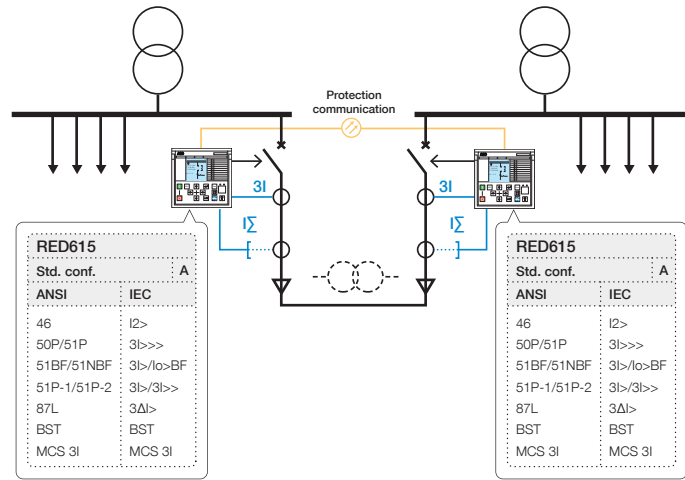 Protection
communication
3I
3I
I∑
I∑
RED615
Std. conf. A
ANSI IEC
46 I2>
50P/51P 3I>>>
51BF/51NBF 3I>/Io>BF
51P-1/51P-2 3I>/3I>>
87L 3ΔI>
BST BST
MCS 3I MCS 3I
RED615
Std. conf. A
ANSI IEC
46 I2>
50P/51P 3I>>>
51BF/51NBF 3I>/Io>BF
51P-1/51P-2 3I>/3I>>
87L 3ΔI>
BST BST
MCS 3I MCS 3I